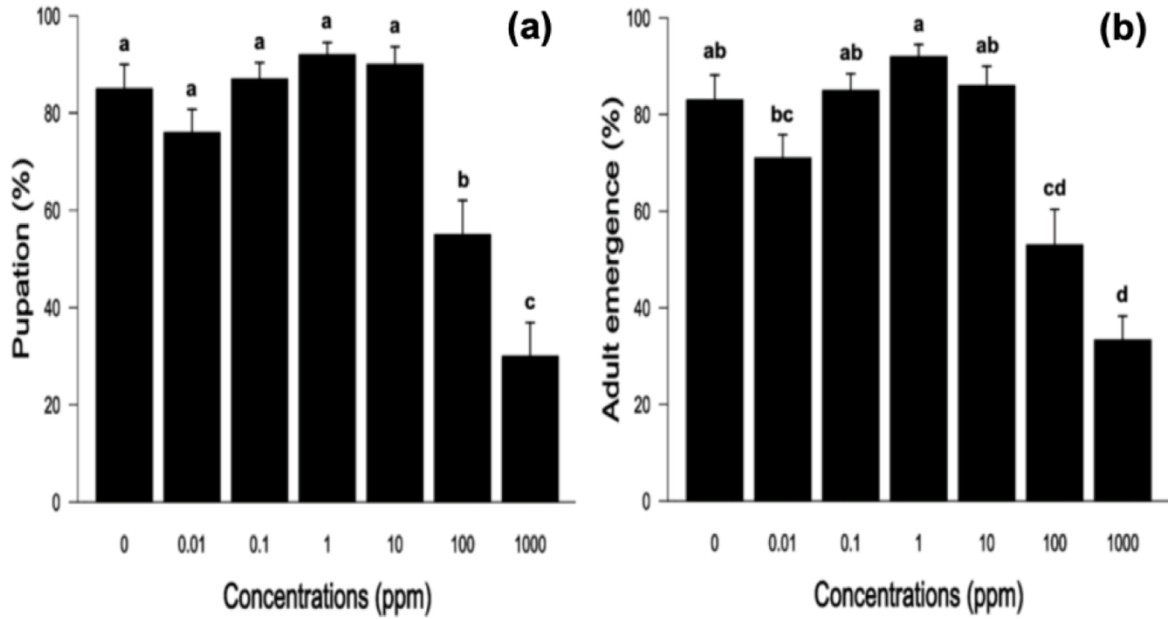 (a)
Pupation (%)
100
80
60
40
20
0
a
a
a
a
a
b
c
0 0.01 0.1 1 10 100 1000
Concentrations (ppm)
(b)
Adult emergence (%)
100
80
60
40
20
0
ab
bc
ab
a
ab
cd
d
0 0.01 0.1 1 10 100 1000
Concentrations (ppm)